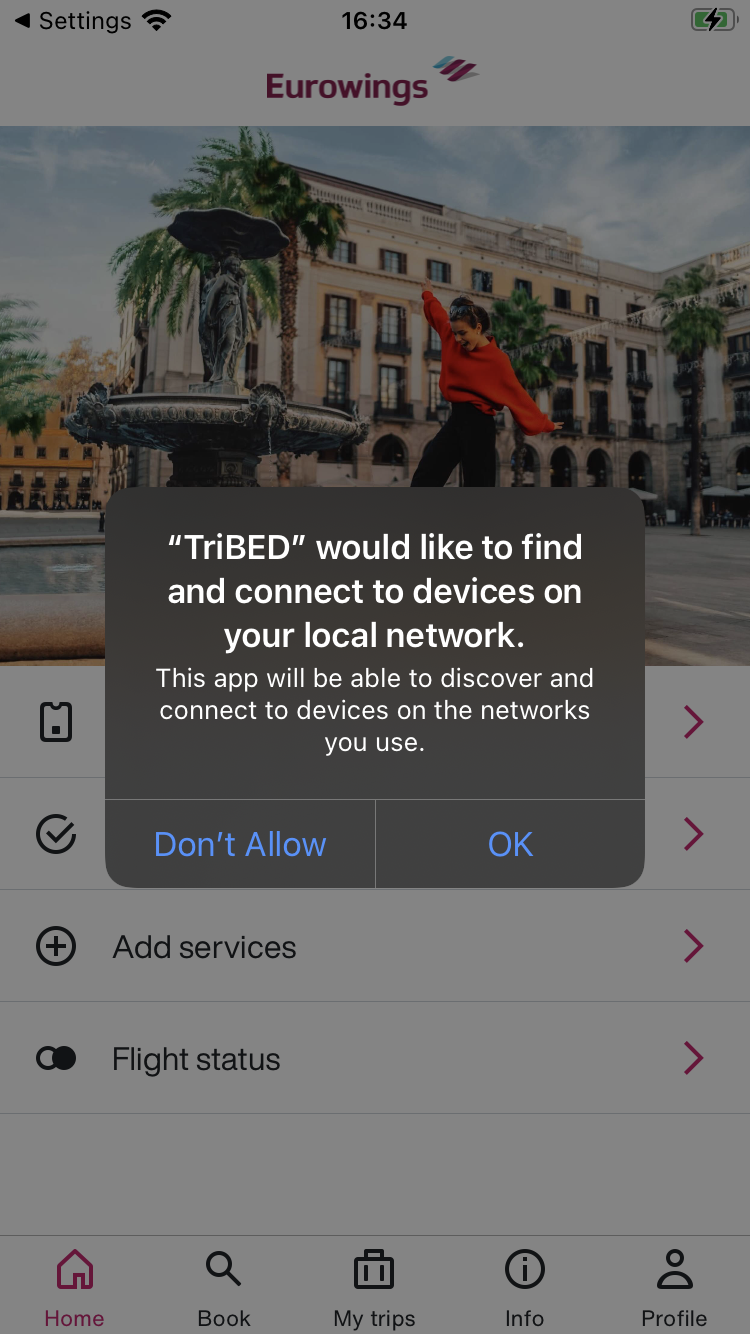 Settings 16:34
Eurowings
“TriBED” would like to find
and connect to devices on
your local network.
This app will be able to discover and
connect to devices on the networks
you use.
Don’t Allow OK
Add services
Flight status
Home Book My trips Info Profile